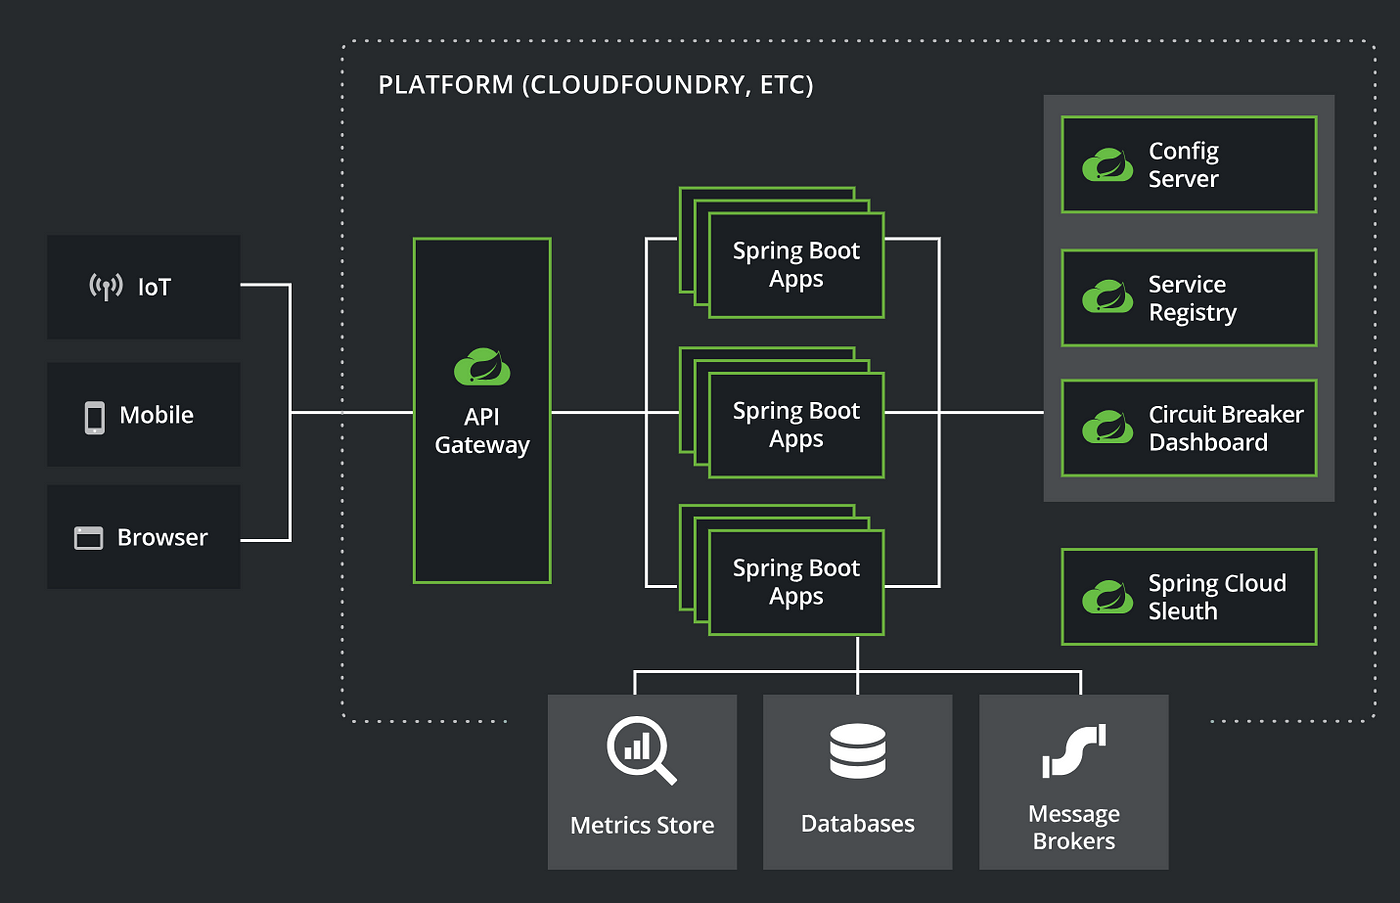 PLATFORM (CLOUDFOUNDRY, ETC)
IoT
Mobile
Browser
API
Gateway
Spring Boot
Apps
Spring Boot
Apps
Spring Boot
Apps
Config
Server
Service
Registry
Circuit Breaker
Dashboard
Spring Cloud
Sleuth
Metrics Store
Databases
Message
Brokers